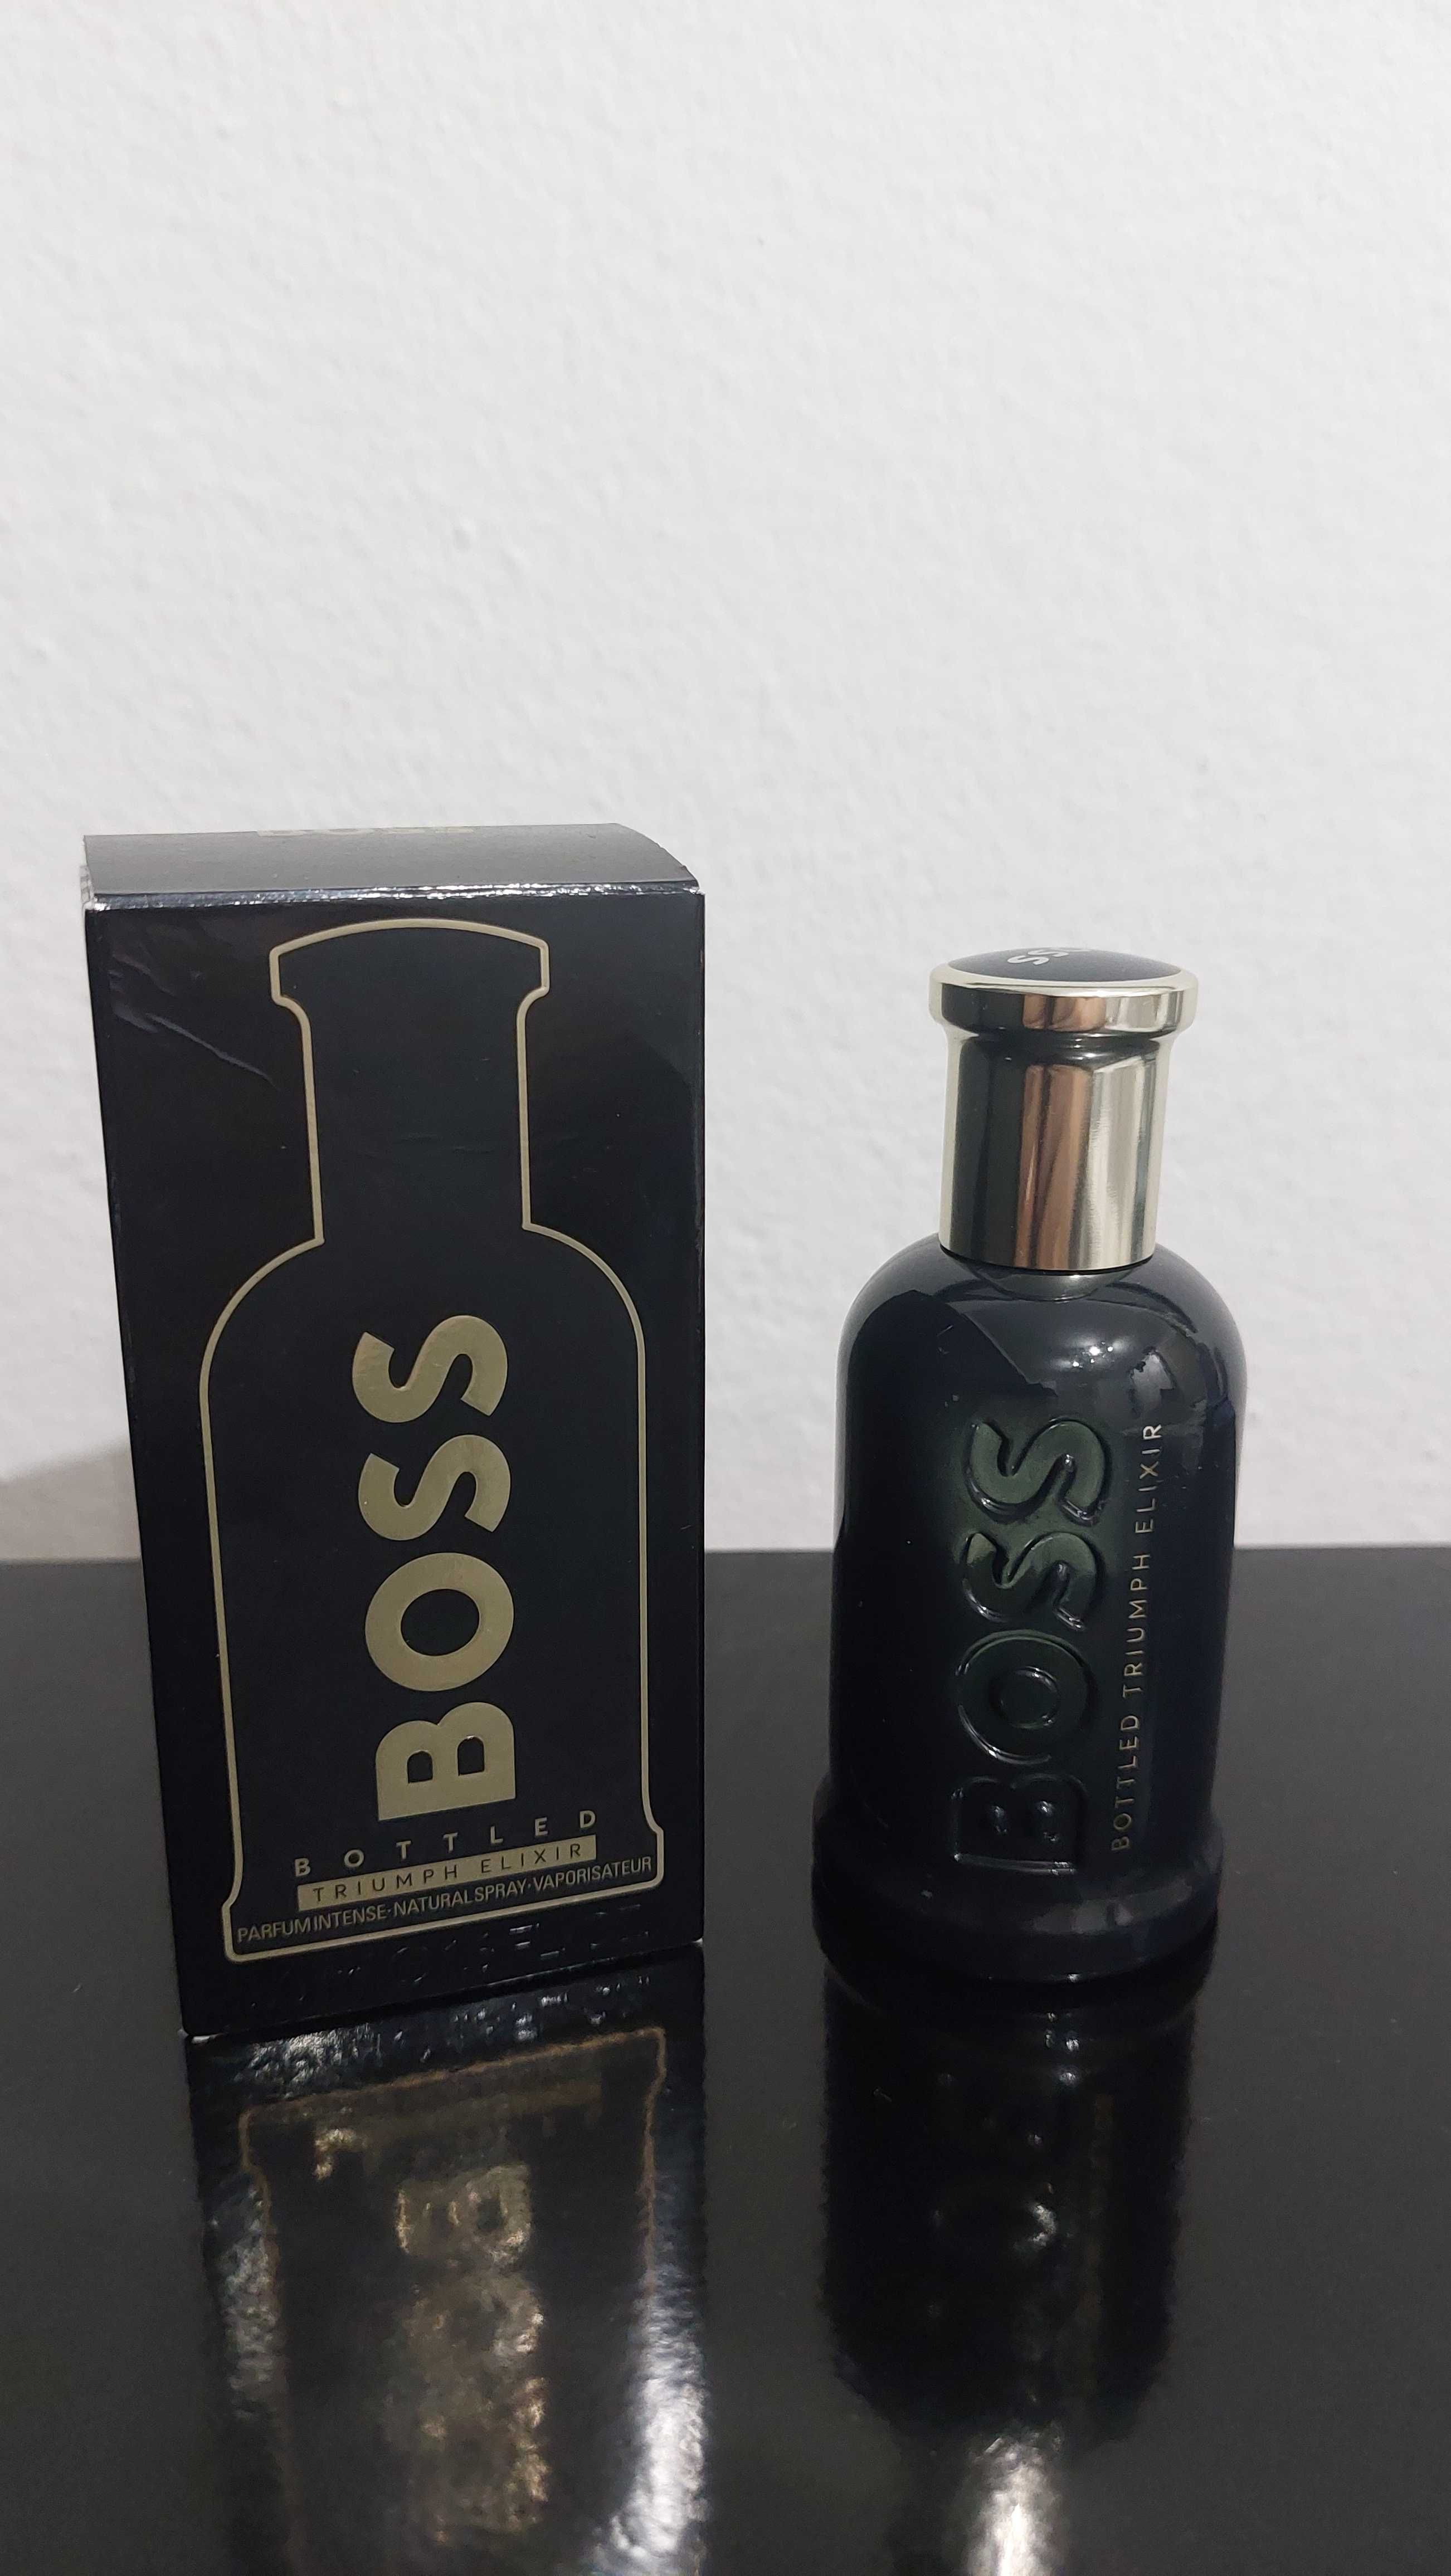 BOSS
BOTTLED
TRIUMPH ELIXIR
PARFUM INTENSE·NATURAL SPRAY·VAPORISATEUR
BOSS
BOTTLED TRIUMPH ELIXIR